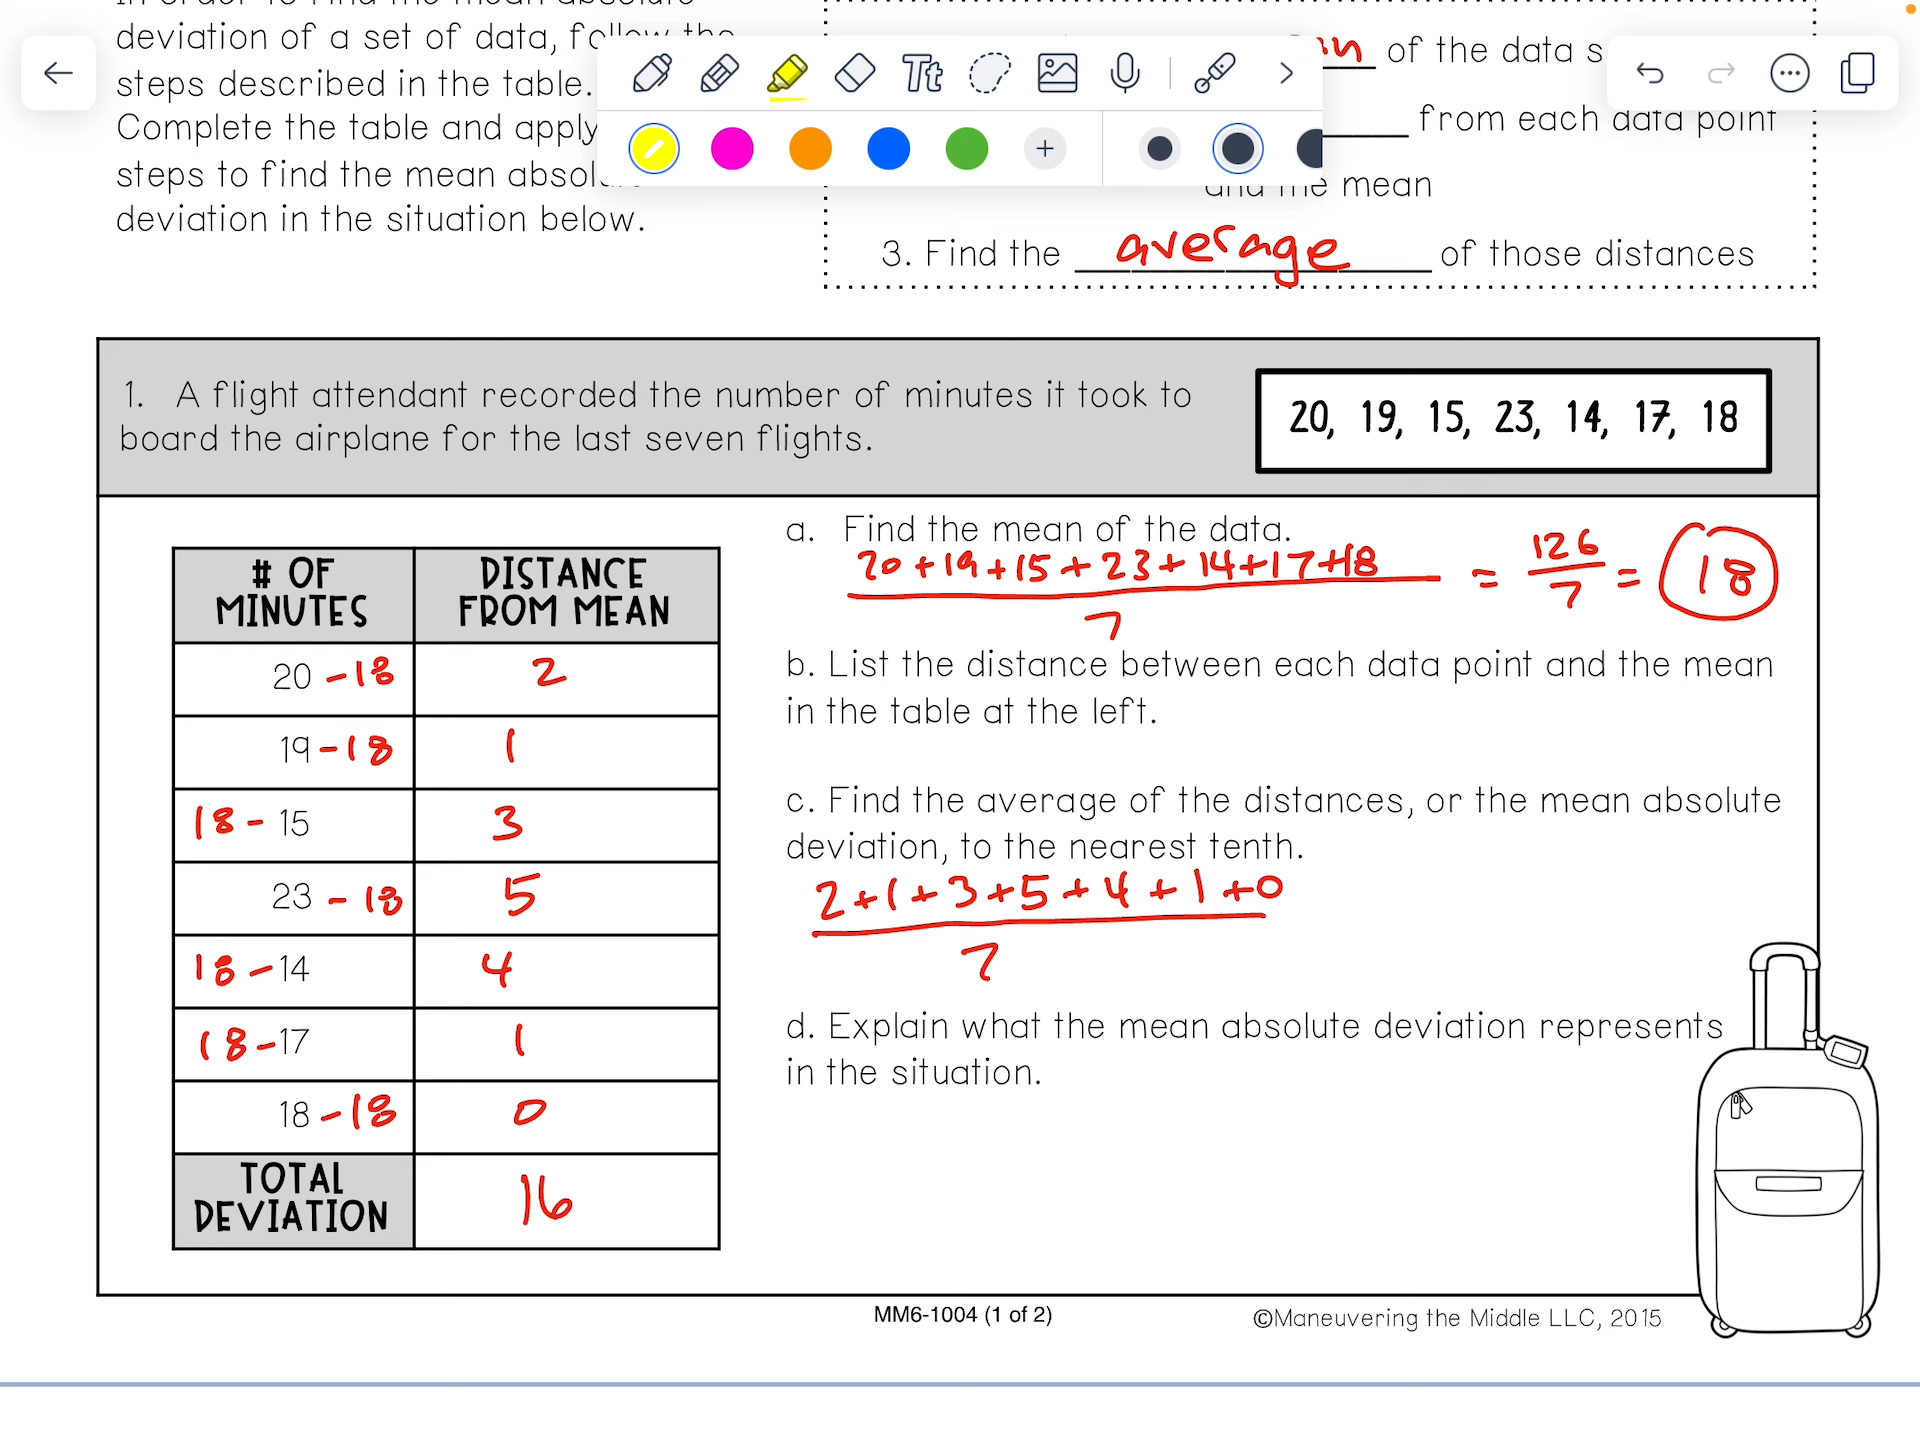 deviation of a set of data,
steps described in the table.
Complete the table and apply
steps to find the mean
deviation in the situation below.
of the data
from each data point
and the mean
3. Find the average of those distances
1. A flight attendant recorded the number of minutes it took to
board the airplane for the last seven flights.
20, 19, 15, 23, 14, 17, 18
# OF
MINUTES
DISTANCE
FROM MEAN
20 -18 2
19 -18 1
18 - 15 3
23 - 18 5
18 - 14 4
18 - 17 1
18 - 18 0
TOTAL
DEVIATION
16
a. Find the mean of the data.
20+19+15+23+14+17+18 = 126 = 18
7 7
b. List the distance between each data point and the mean
in the table at the left.
c. Find the average of the distances, or the mean absolute
deviation, to the nearest tenth.
2+1+3+5+4+1+0
7
d. Explain what the mean absolute deviation represents
in the situation.
MM6-1004 (1 of 2)
©Maneuvering the Middle LLC, 2015